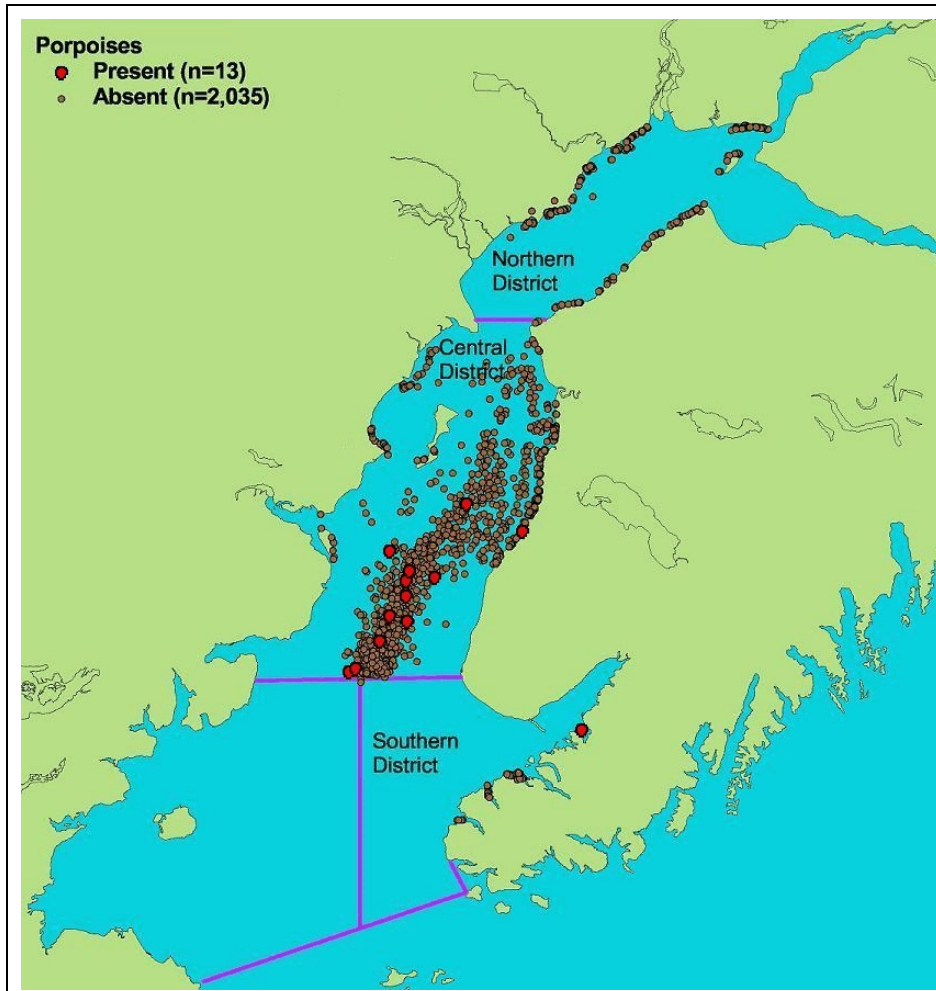 Porpoises
Present (n=13)
Absent (n=2,035)
Northern
District
Central
District
Southern
District